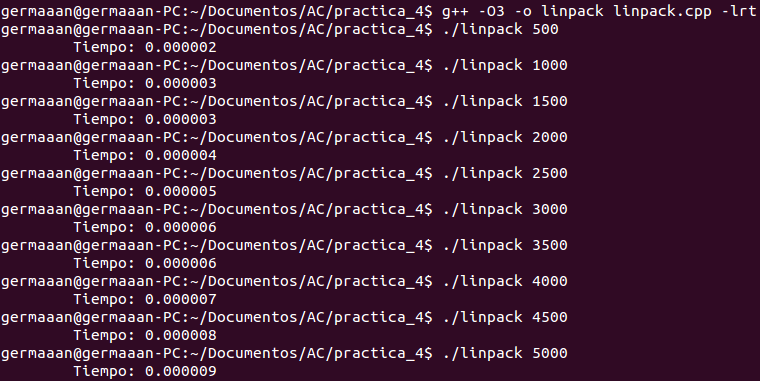 germaaan@germaaan-PC:~/Documentos/AC/practica_4$ g++ -O3 -o linpack linpack.cpp -lrt
germaaan@germaaan-PC:~/Documentos/AC/practica_4$ ./linpack 500
        Tiempo: 0.000002
germaaan@germaaan-PC:~/Documentos/AC/practica_4$ ./linpack 1000
        Tiempo: 0.000003
germaaan@germaaan-PC:~/Documentos/AC/practica_4$ ./linpack 1500
        Tiempo: 0.000003
germaaan@germaaan-PC:~/Documentos/AC/practica_4$ ./linpack 2000
        Tiempo: 0.000004
germaaan@germaaan-PC:~/Documentos/AC/practica_4$ ./linpack 2500
        Tiempo: 0.000005
germaaan@germaaan-PC:~/Documentos/AC/practica_4$ ./linpack 3000
        Tiempo: 0.000006
germaaan@germaaan-PC:~/Documentos/AC/practica_4$ ./linpack 3500
        Tiempo: 0.000006
germaaan@germaaan-PC:~/Documentos/AC/practica_4$ ./linpack 4000
        Tiempo: 0.000007
germaaan@germaaan-PC:~/Documentos/AC/practica_4$ ./linpack 4500
        Tiempo: 0.000008
germaaan@germaaan-PC:~/Documentos/AC/practica_4$ ./linpack 5000
        Tiempo: 0.000009